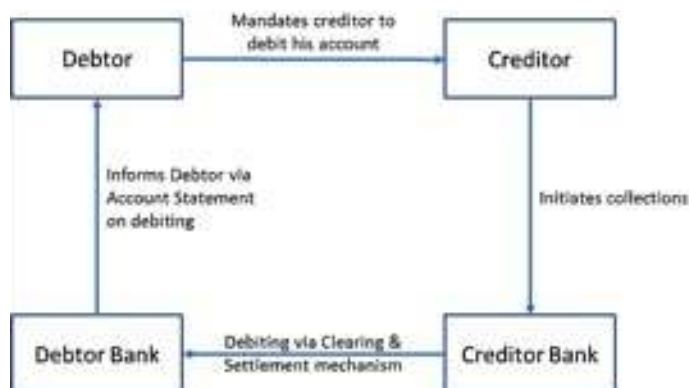 Mandates creditor to
debit his account
Debtor
Creditor
Informs Debtor via
Account Statement
on debiting
Initiates collections
Debtor Bank
Debiting via Clearing &
Settlement mechanism
Creditor Bank